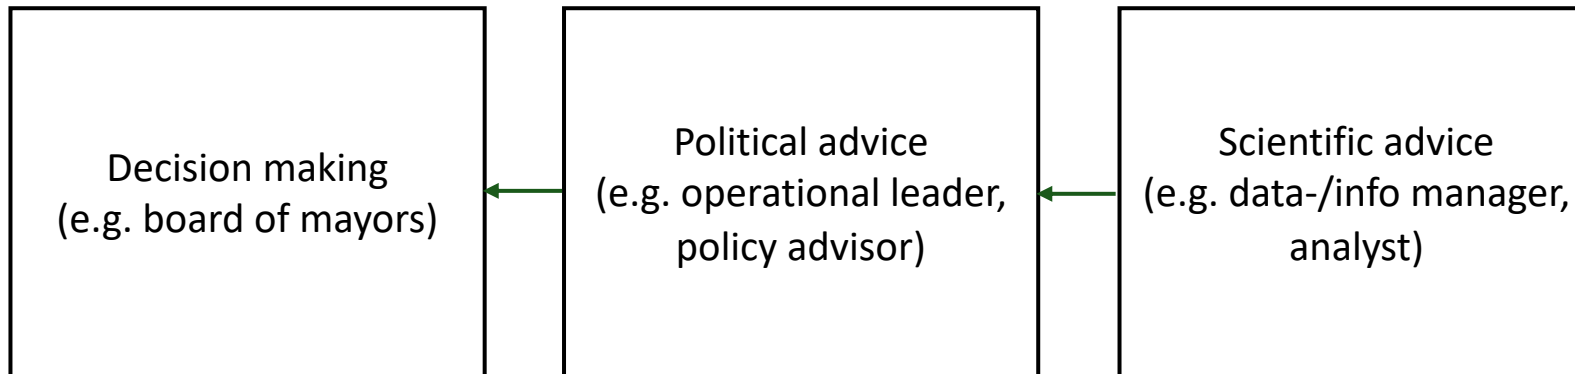 Decision making
(e.g. board of mayors)
Political advice
(e.g. operational leader,
policy advisor)
Scientific advice
(e.g. data-/info manager,
analyst)